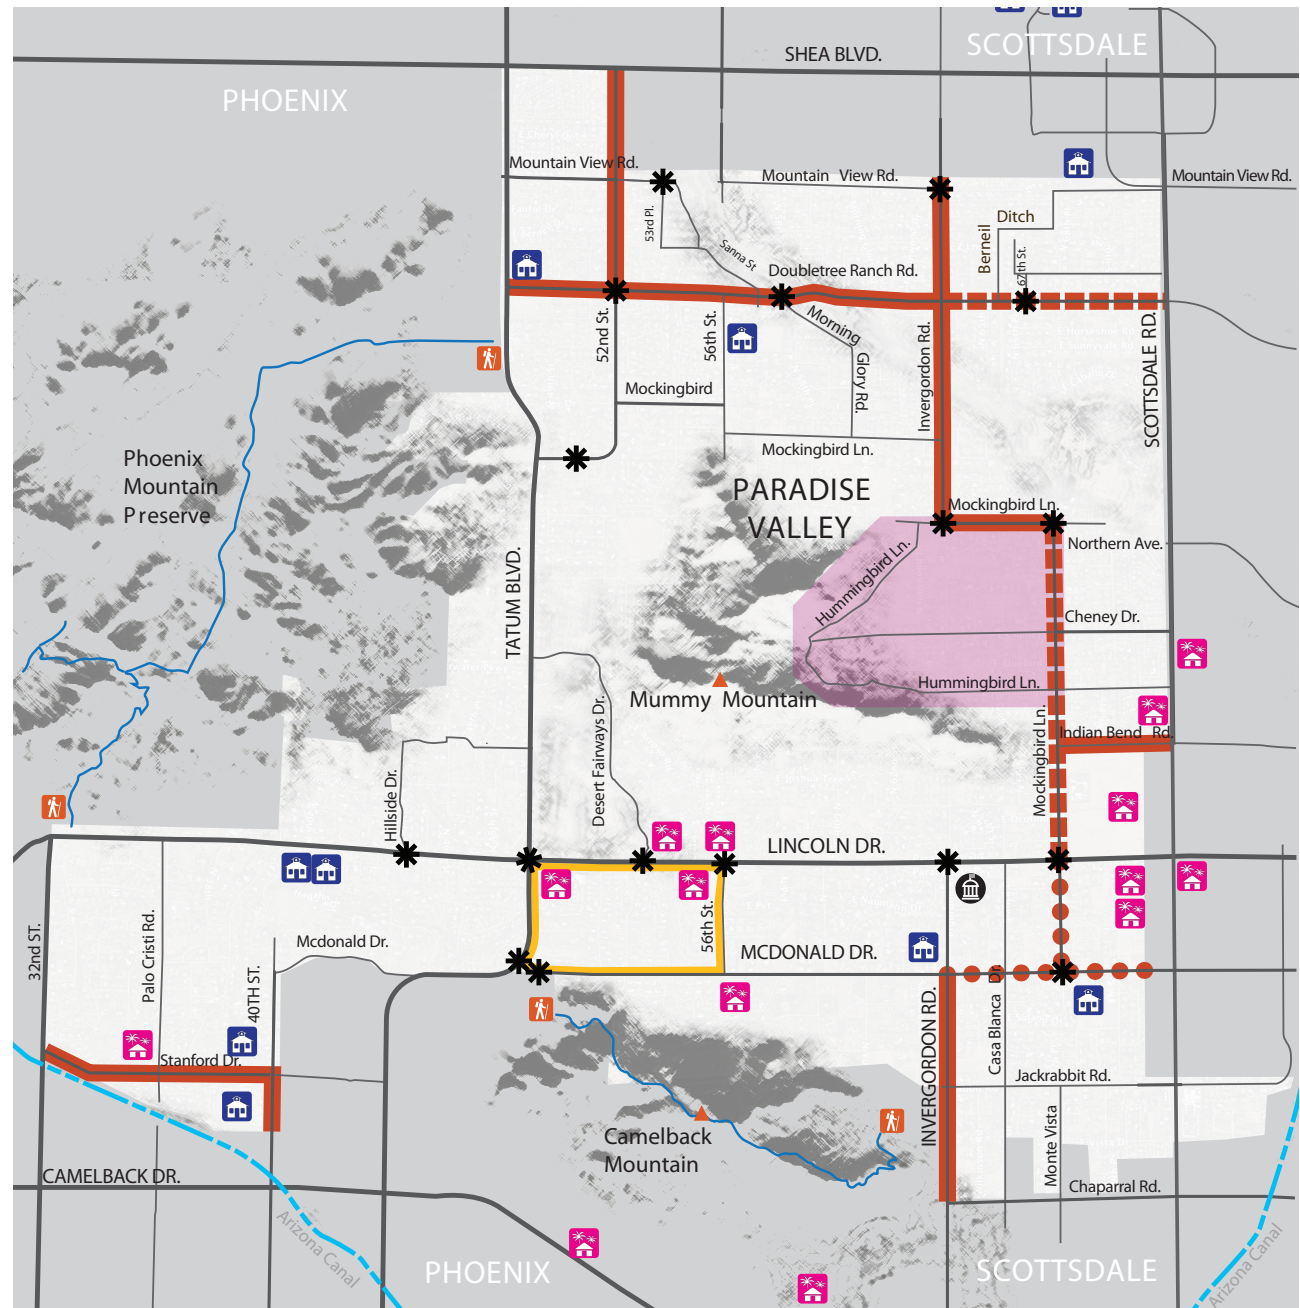 SCOTTSDALE
SHEA BLVD.
PHOENIX
Mountain View Rd.
Mountain View Rd.
Mountain View Rd.
53rd Pl.
Sanna St
Ditch
Berneil
67th St.
Doubletree Ranch Rd.
52nd St.
56th St.
Morning
Glory Rd.
Invergordon Rd.
SCOTTSDALE RD.
Mockingbird
Mockingbird Ln.
Phoenix
Mountain
Preserve
PARADISE
VALLEY
Mockingbird Ln.
Northern Ave.
TATUM BLVD.
Hummingbird Ln.
Cheney Dr.
Hummingbird Ln.
Mummy Mountain
Mockingbird Ln.
Indian Bend Rd.
Desert Fairways Dr.
Hillside Dr.
LINCOLN DR.
32nd ST.
Palo Cristi Rd.
40TH ST.
Mcdonald Dr.
56th St.
MCDONALD DR.
INVERGORDON RD.
Casa Blanca Dr
Stanford Dr.
Jackrabbit Rd.
Monte Vista
Camelback
Mountain
CAMELBACK DR.
Chaparral Rd.
Arizona Canal
PHOENIX
SCOTTSDALE
Arizona Canal